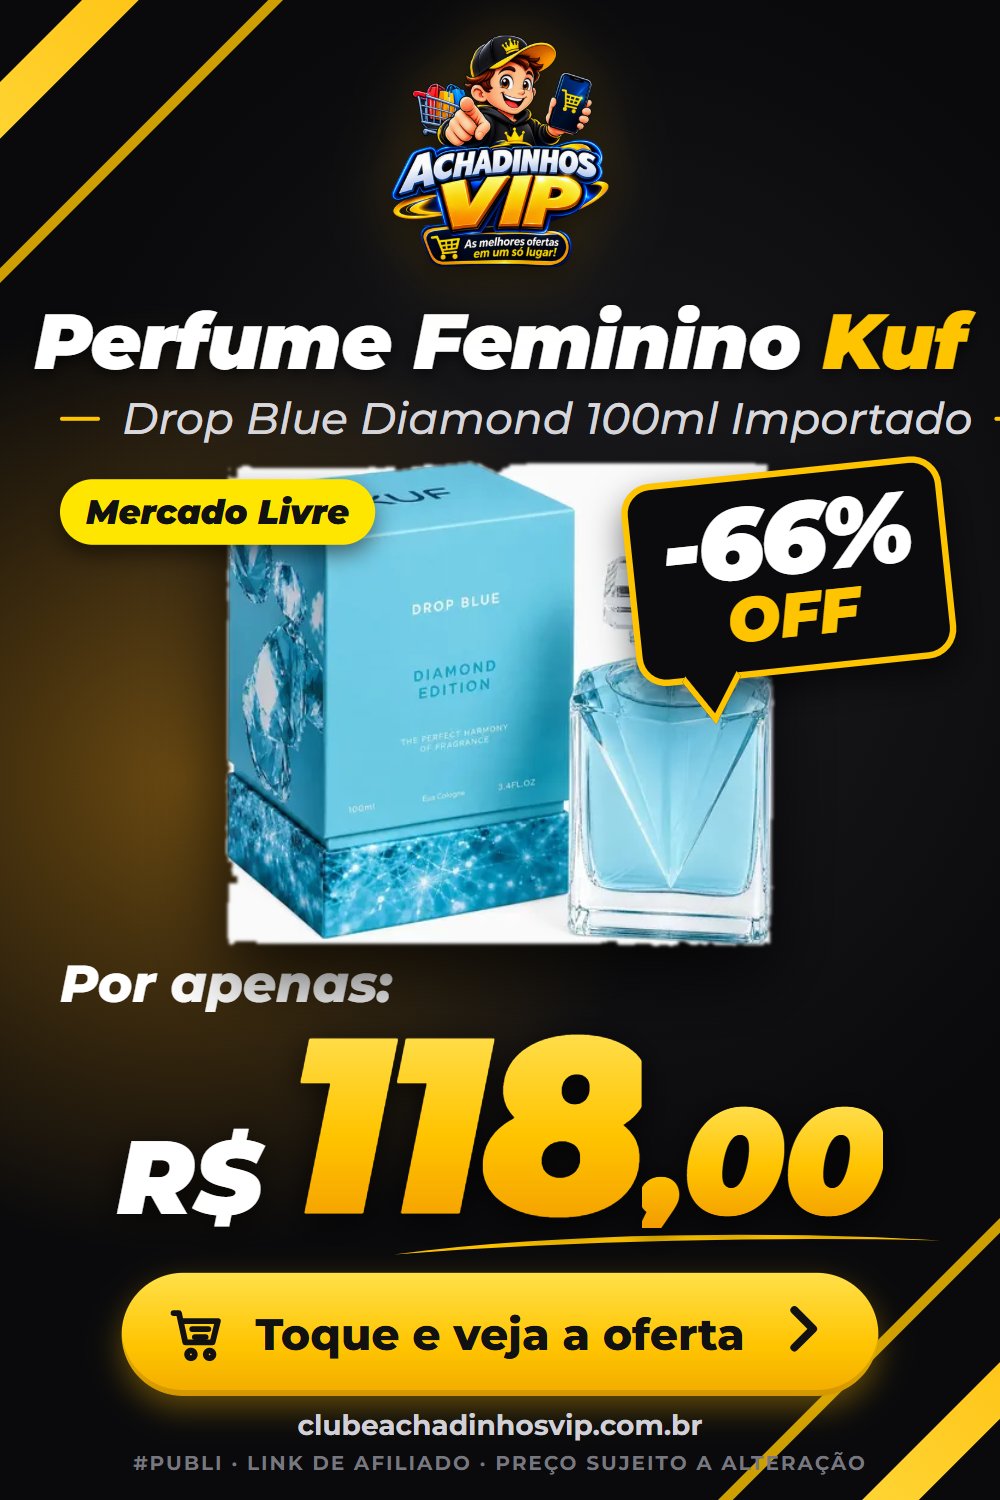 ACHADINHOS
VIP
As melhores ofertas
em um só lugar!
Perfume Feminino Kuf
Drop Blue Diamond 100ml Importado
Mercado Livre
KUF
-66%
OFF
DROP BLUE
DIAMOND
EDITION
THE PERFECT HARMONY
OF FRAGRANCE
100ml
Eua Cologne
3.4FL.OZ
Por apenas:
R$ 118,00
Toque e veja a oferta
clubeachadinhosvip.com.br
#PUBLI · LINK DE AFILIADO · PREÇO SUJEITO A ALTERAÇÃO